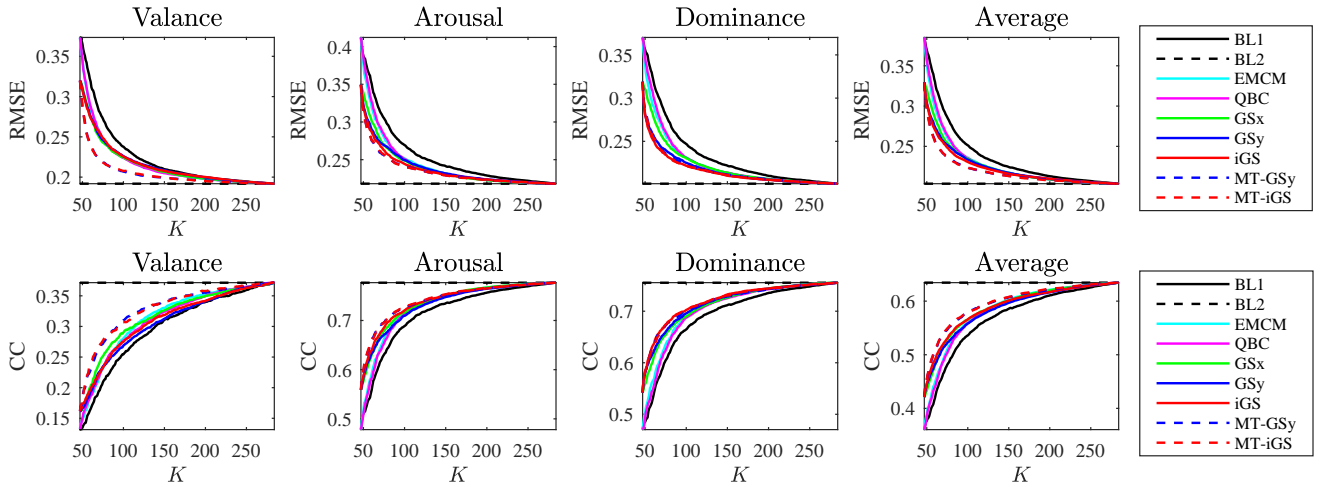 Valance
Arousal
Dominance
Average
RMSE
0.35
0.3
0.25
0.2
50 100 150 200 250
K
RMSE
0.4
0.35
0.3
0.25
50 100 150 200 250
K
RMSE
0.35
0.3
0.25
50 100 150 200 250
K
RMSE
0.35
0.3
0.25
50 100 150 200 250
K
BL1
BL2
EMCM
QBC
GSx
GSy
iGS
MT-GSy
MT-iGS
Valance
Arousal
Dominance
Average
CC
0.35
0.3
0.25
0.2
0.15
50 100 150 200 250
K
CC
0.7
0.6
0.5
50 100 150 200 250
K
CC
0.7
0.6
0.5
50 100 150 200 250
K
CC
0.6
0.5
0.4
50 100 150 200 250
K
BL1
BL2
EMCM
QBC
GSx
GSy
iGS
MT-GSy
MT-iGS